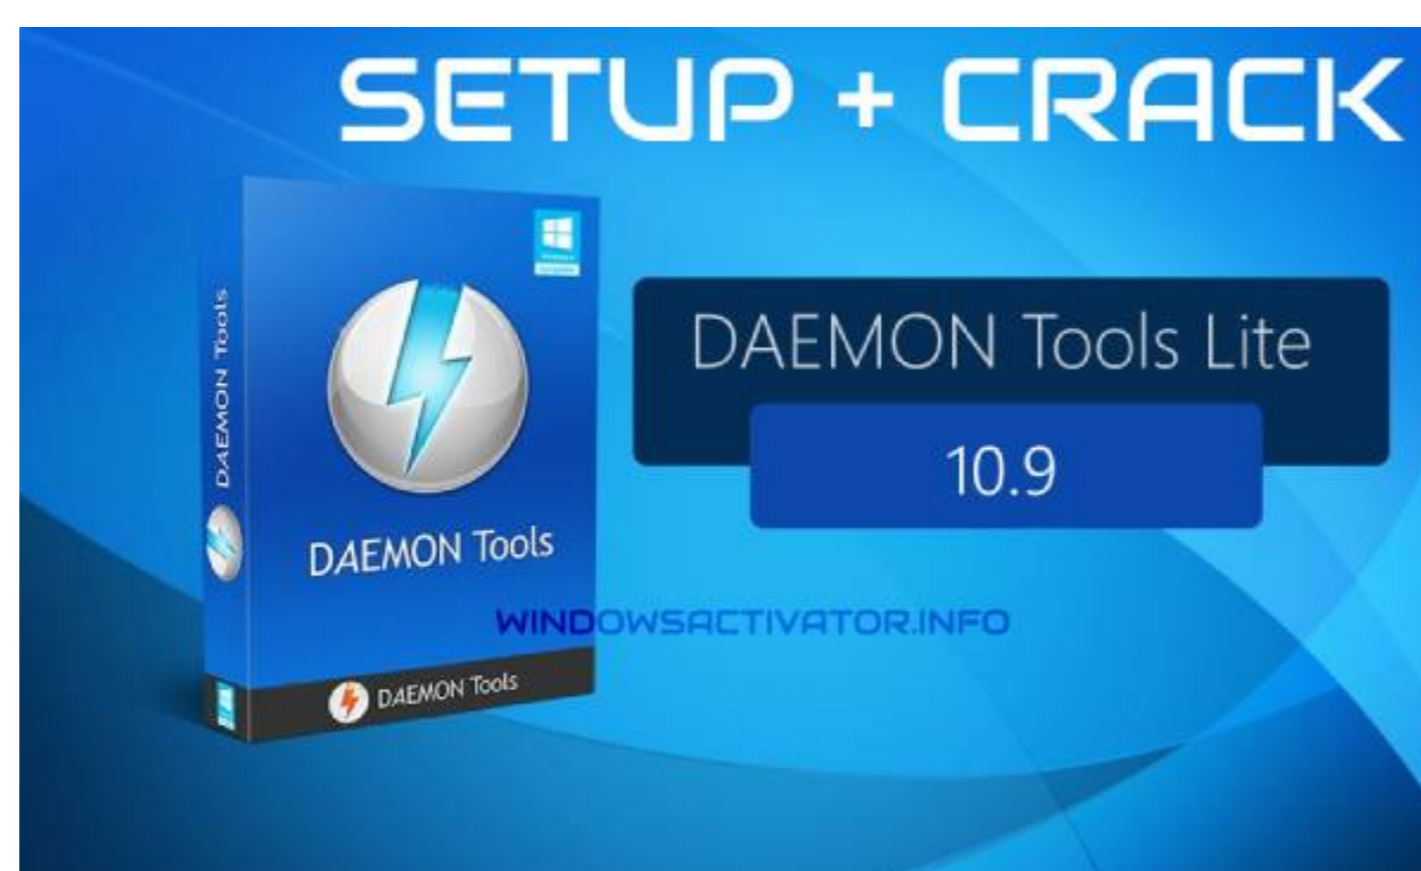 SETUP + CRACK
DAEMON Tools
DAEMON Tools Lite
10.9
DAEMON Tools
WINDOWSACTIVATOR.INFO
DAEMON Tools